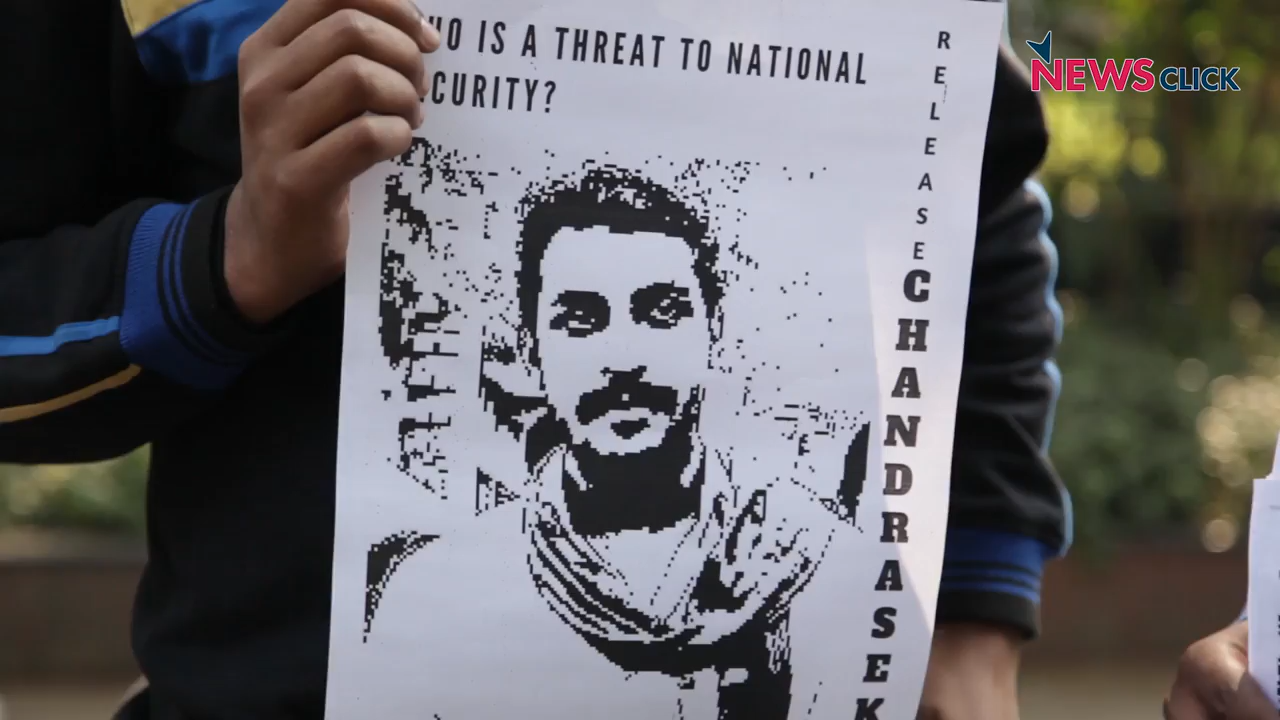 HO IS A THREAT TO NATIONAL
CURITY?
RELEASE
CHANDRASEK
NEWSCLICK